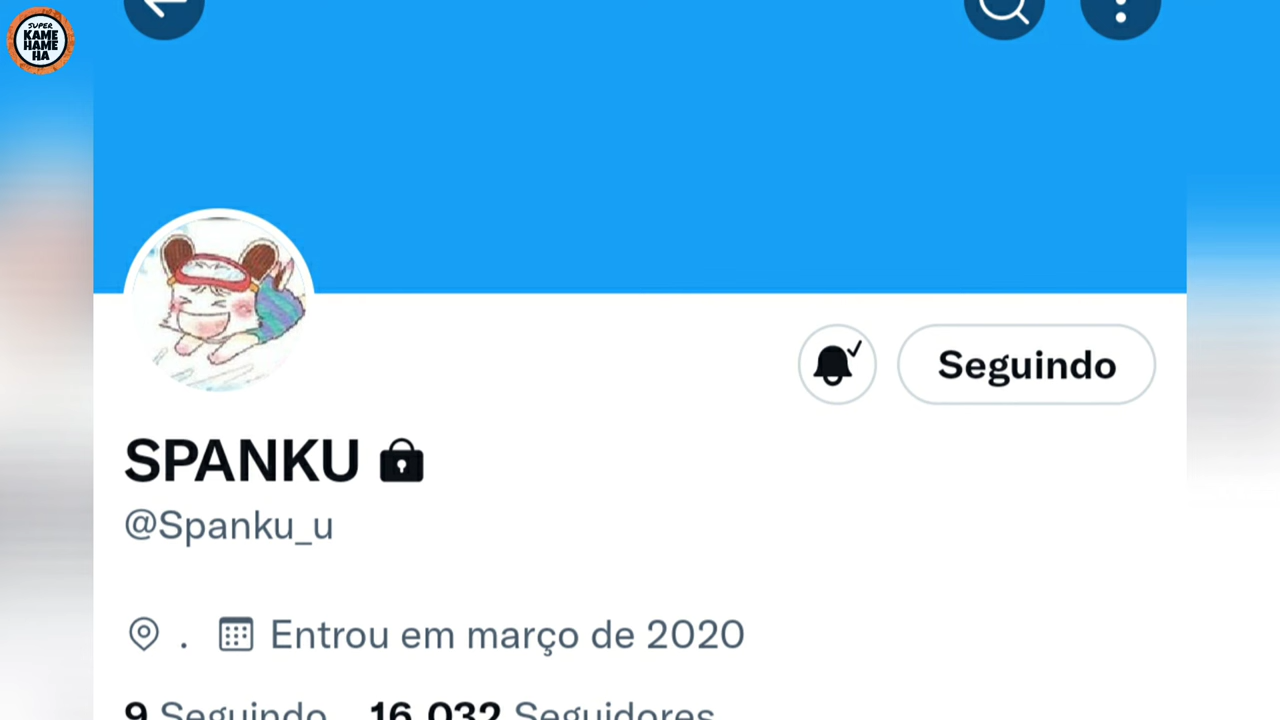 SUPER
KAME
HAME
HA
Seguindo
SPANKU
@Spanku_u
. Entrou em março de 2020
9 Seguindo 16.032 Seguidores